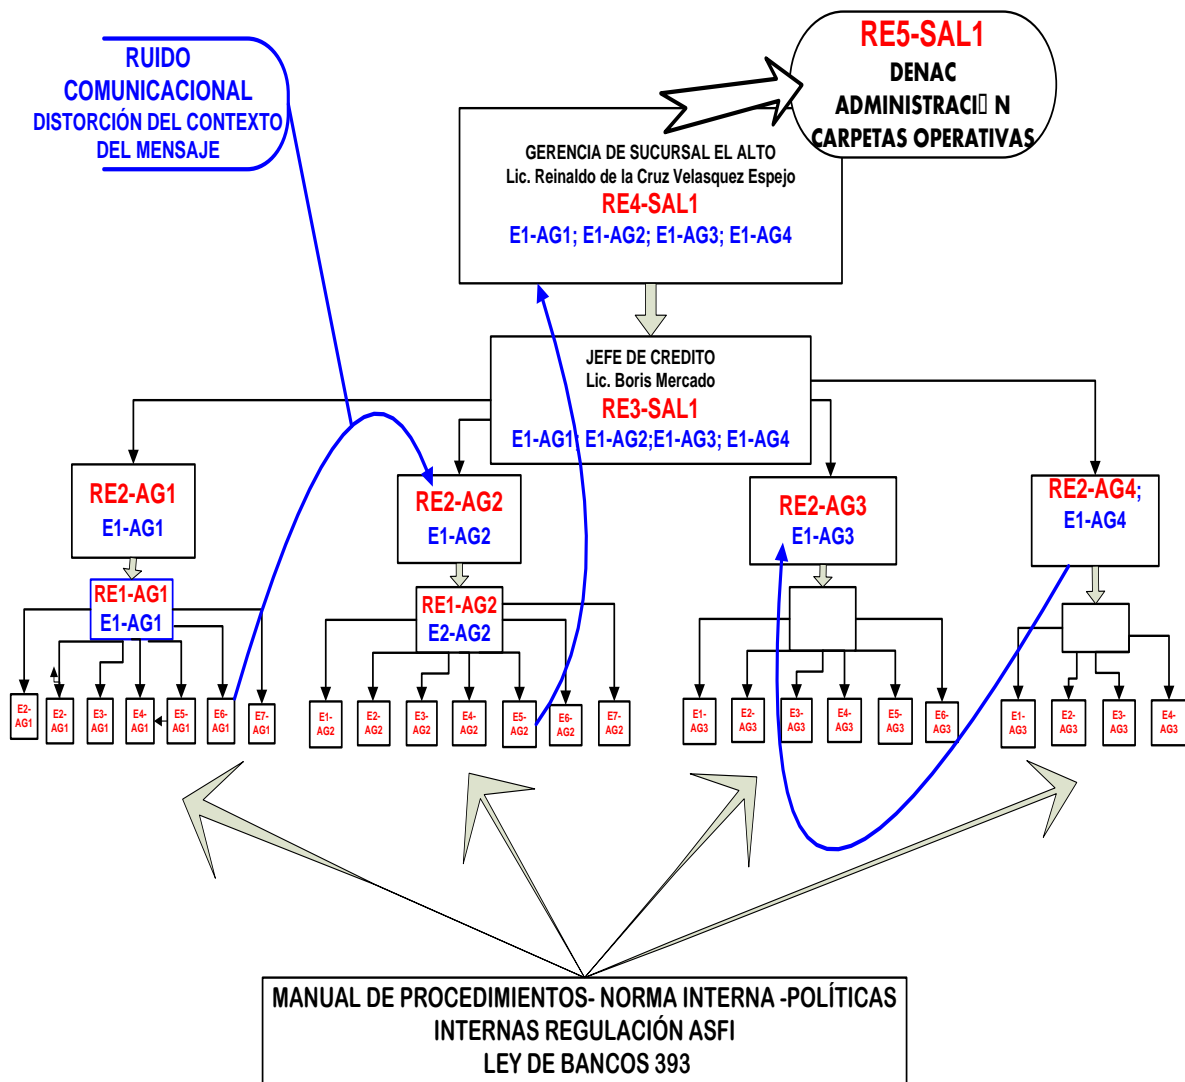 RUIDO
COMUNICACIONAL
DISTORCIÓN DEL CONTEXTO
DEL MENSAJE
RE5-SAL1
DENAC
ADMINISTRACI▯N
CARPETAS OPERATIVAS
GERENCIA DE SUCURSAL EL ALTO
Lic. Reinaldo de la Cruz Velasquez Espejo
RE4-SAL1
E1-AG1; E1-AG2; E1-AG3; E1-AG4
JEFE DE CREDITO
Lic. Boris Mercado
RE3-SAL1
E1-AG1; E1-AG2;E1-AG3; E1-AG4
RE2-AG1
E1-AG1
RE2-AG2
E1-AG2
RE2-AG3
E1-AG3
RE2-AG4;
E1-AG4
RE1-AG1
E1-AG1
RE1-AG2
E2-AG2
E2-
AG1
E2-
AG1
E3-
AG1
E4-
AG1
E5-
AG1
E6-
AG1
E7-
AG1
E1-
AG2
E2-
AG2
E3-
AG2
E4-
AG2
E5-
AG2
E6-
AG2
E7-
AG2
E1-
AG3
E2-
AG3
E3-
AG3
E4-
AG3
E5-
AG3
E6-
AG3
E1-
AG3
E2-
AG3
E3-
AG3
E4-
AG3
MANUAL DE PROCEDIMIENTOS- NORMA INTERNA -POLÍTICAS
INTERNAS REGULACIÓN ASFI
LEY DE BANCOS 393